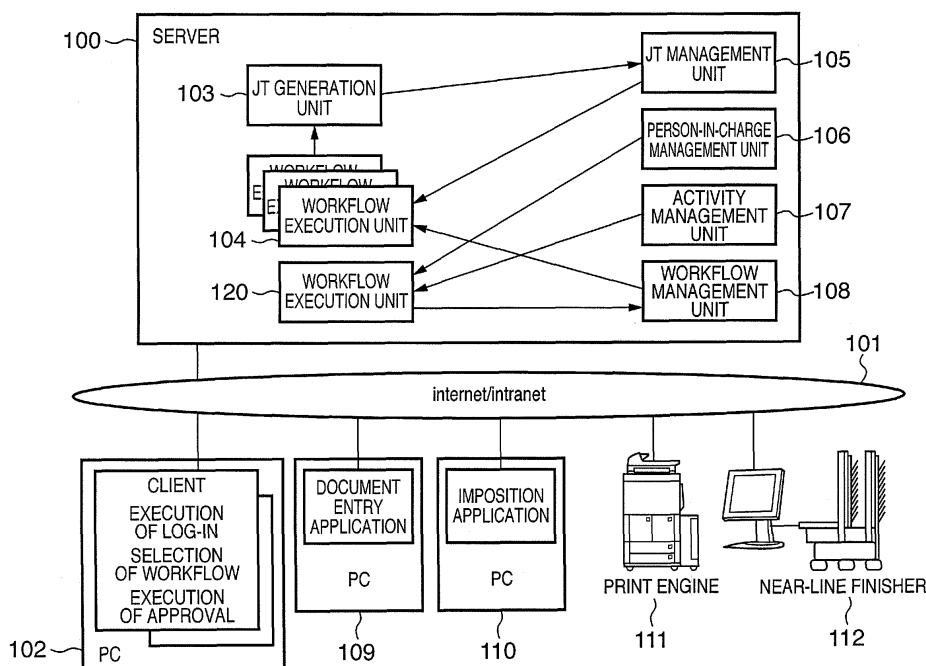 100
SERVER
103
JT GENERATION
UNIT
JT MANAGEMENT
UNIT
105
PERSON-IN-CHARGE
MANAGEMENT UNIT
106
WORKFLOW
E
WORKFLOW
E
WORKFLOW
EXECUTION UNIT
104
ACTIVITY
MANAGEMENT
UNIT
107
120
WORKFLOW
EXECUTION UNIT
WORKFLOW
MANAGEMENT
UNIT
108
101
internet/intranet
CLIENT
EXECUTION
OF LOG-IN
SELECTION
OF WORKFLOW
EXECUTION
OF APPROVAL
102
PC
DOCUMENT
ENTRY
APPLICATION
PC
109
IMPOSITION
APPLICATION
PC
110
PRINT ENGINE
111
NEAR-LINE FINISHER
112